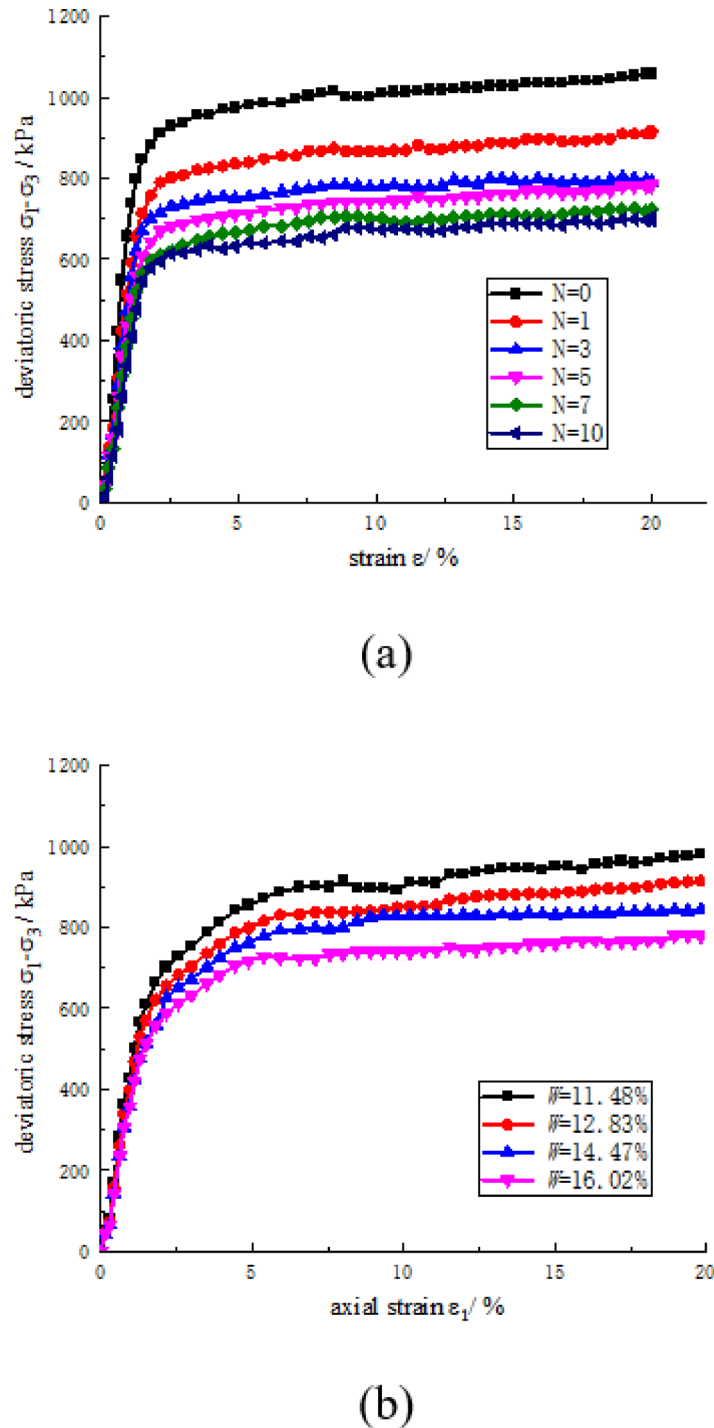 1200
1000
800
600
400
200
0
deviatoric stress σ1-σ3 / kPa
N=0
N=1
N=3
N=5
N=7
N=10
0 5 10 15 20
strain ε/ %
(a)
1200
1000
800
600
400
200
0
deviatoric stress σ1-σ3 / kPa
W=11.48%
W=12.83%
W=14.47%
W=16.02%
0 5 10 15 20
axial strain ε1/ %
(b)